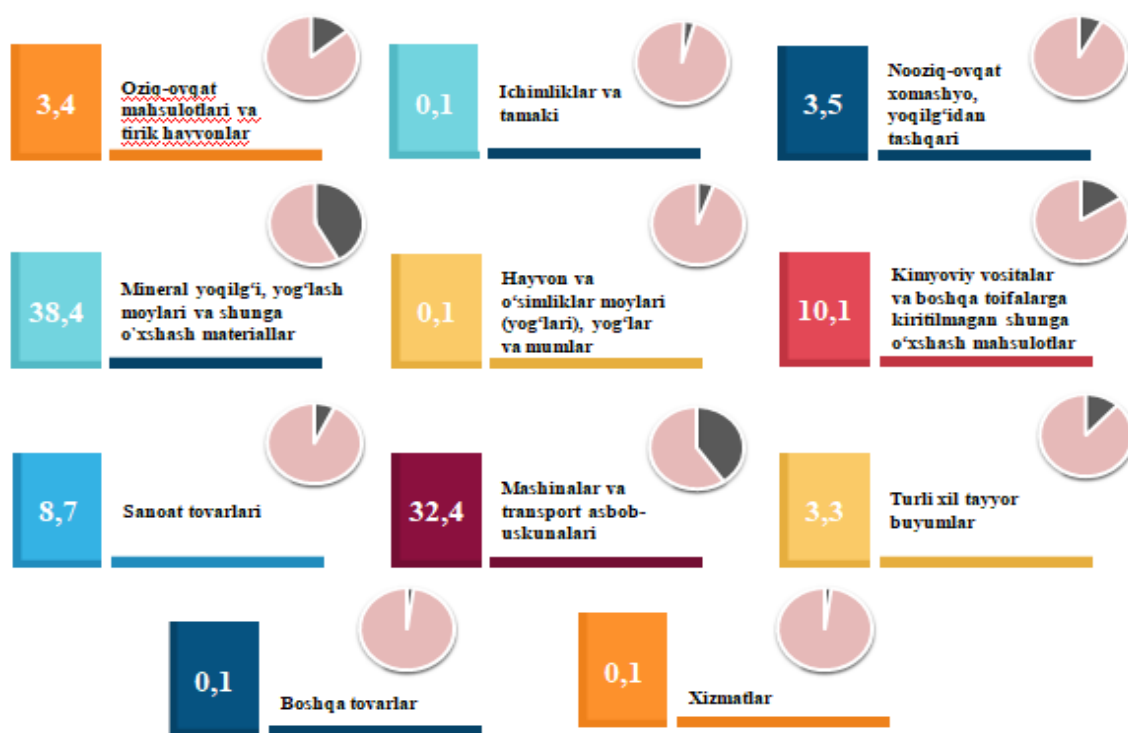 3,4
Oziq-ovqat
mahsulotlari va
tirik hayvonlar
0,1
Ichimliklar va
tamaki
3,5
Nooziq-ovqat
xomashyo,
yoqilg‘idan
tashqari
38,4
Mineral yoqilg‘i, yog‘lash
moylari va shunga
o`xshash materiallar
0,1
Hayvon va
o‘simliklar moylari
(yog‘lari), yog‘lar
va mumlar
10,1
Kimyoviy vositalar
va boshqa toifalarga
kiritilmagan shunga
o‘xshash mahsulotlar
8,7
Sanoat tovarlari
32,4
Mashinalar va
transport asbob-
uskunalari
3,3
Turli xil tayyor
buyumlar
0,1
Boshqa tovarlar
0,1
Xizmatlar